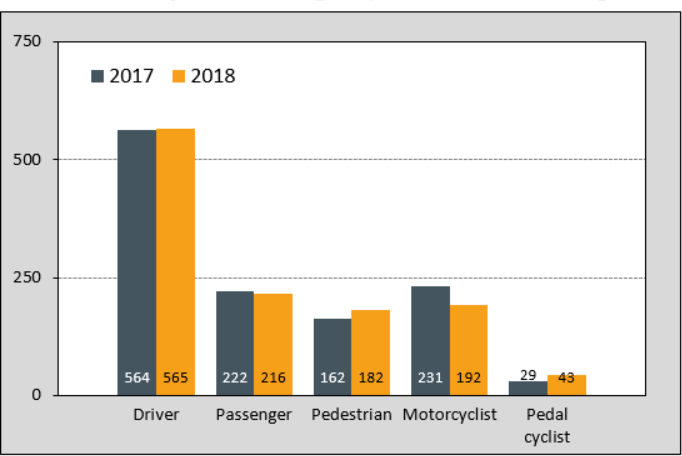 750
2017 2018
500
250
564 565 222 216 162 182 231 192 29 43
0
Driver Passenger Pedestrian Motorcyclist Pedal
cyclist